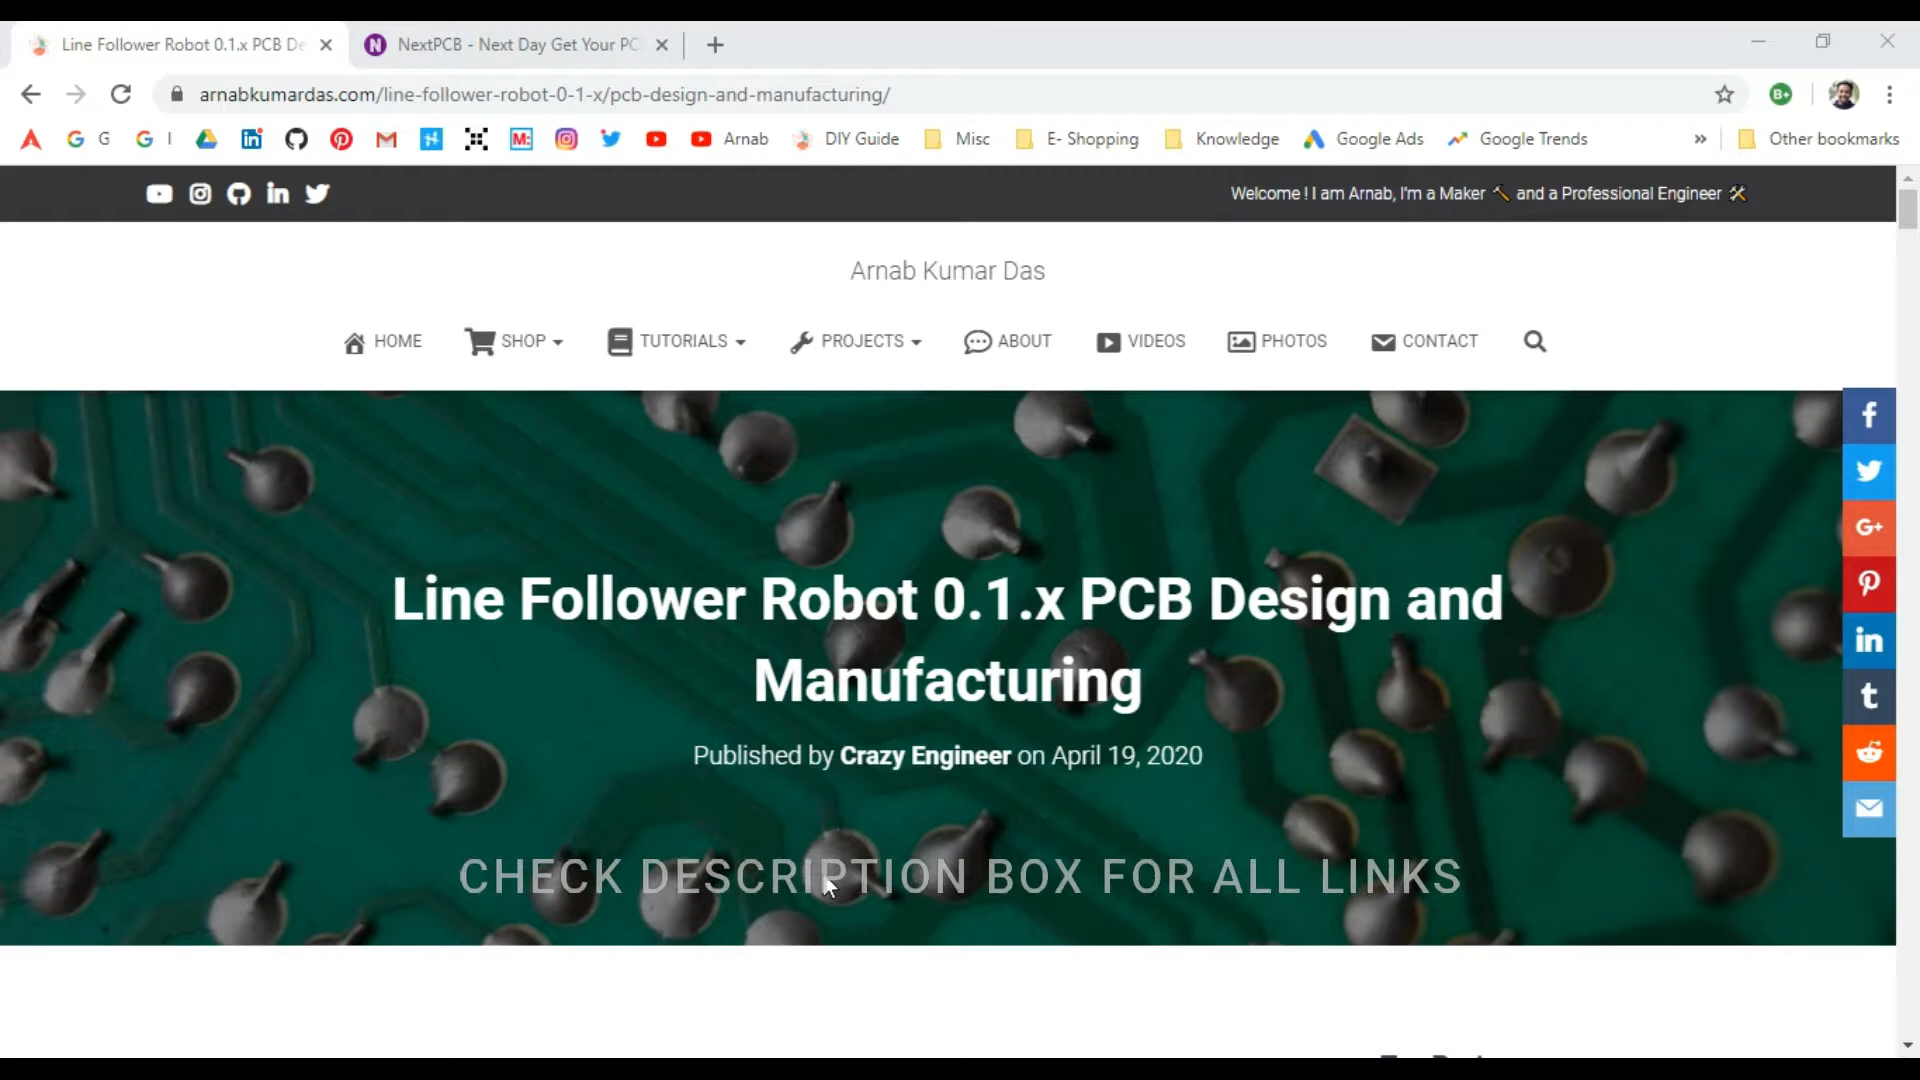 Line Follower Robot 0.1.x PCB De
NextPCB - Next Day Get Your PC
arnabkumardas.com/line-follower-robot-0-1-x/pcb-design-and-manufacturing/
G
I
Arnab
DIY Guide
Misc
E- Shopping
Knowledge
Google Ads
Google Trends
Other bookmarks
Welcome ! I am Arnab, I'm a Maker 🔨 and a Professional Engineer 🛠
Arnab Kumar Das
HOME
SHOP
TUTORIALS
PROJECTS
ABOUT
VIDEOS
PHOTOS
CONTACT
Line Follower Robot 0.1.x PCB Design and
Manufacturing
Published by Crazy Engineer on April 19, 2020
CHECK DESCRIPTION BOX FOR ALL LINKS